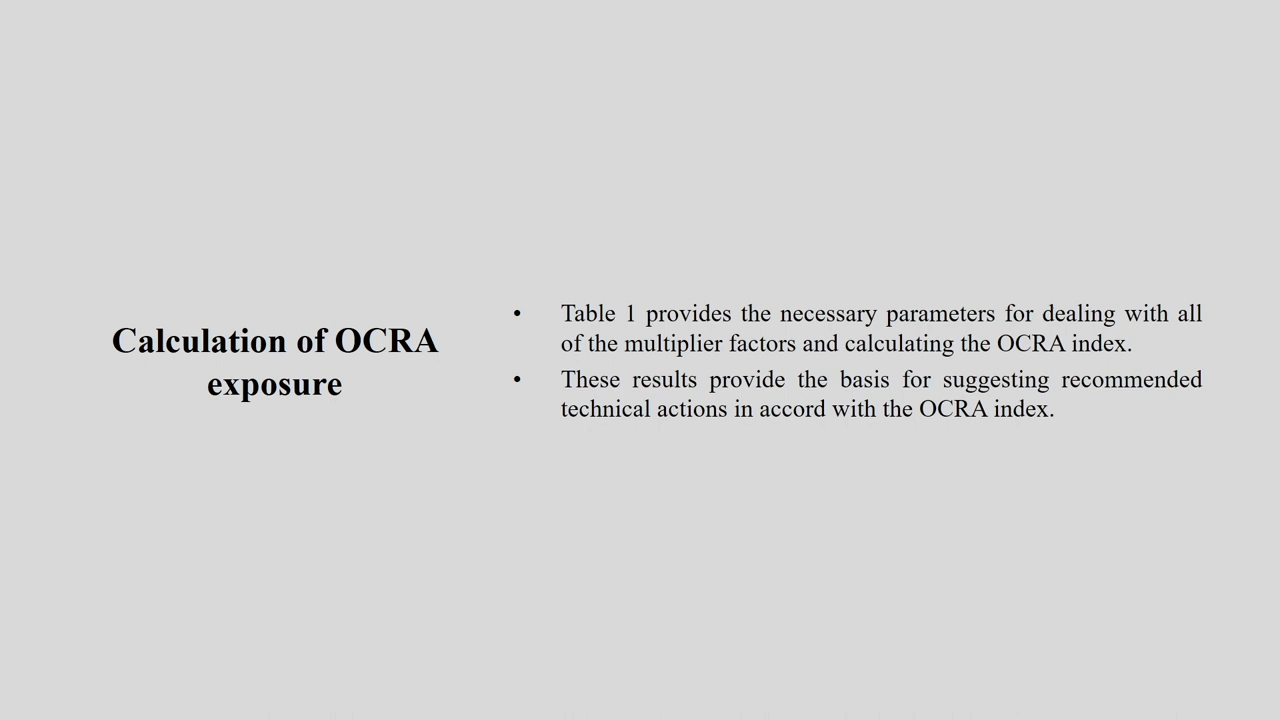 Calculation of OCRA
exposure
• Table 1 provides the necessary parameters for dealing with all
of the multiplier factors and calculating the OCRA index.
• These results provide the basis for suggesting recommended
technical actions in accord with the OCRA index.